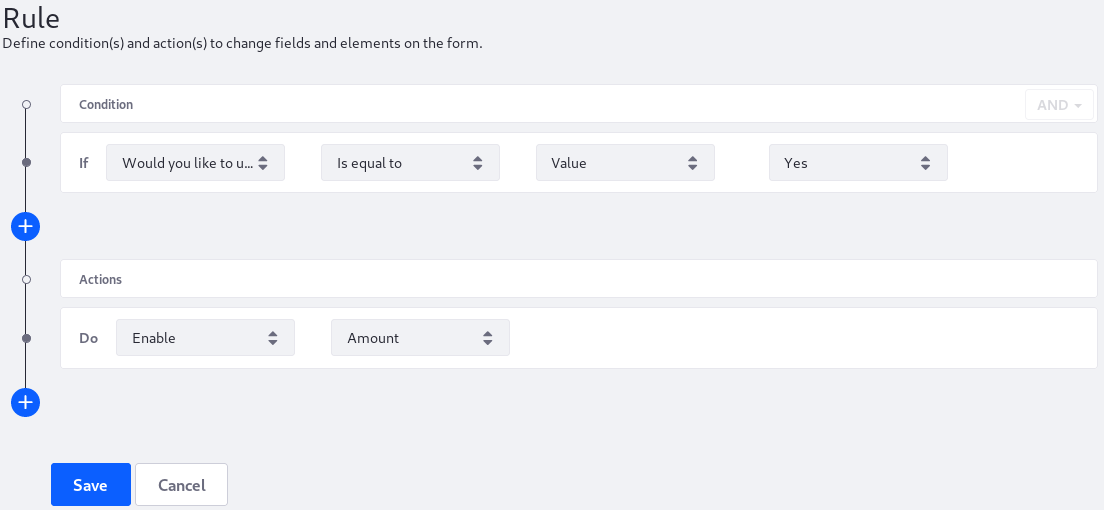 Rule
Define condition(s) and action(s) to change fields and elements on the form.
Condition
AND
If Would you like to u... Is equal to Value Yes
Actions
Do Enable Amount
Save Cancel